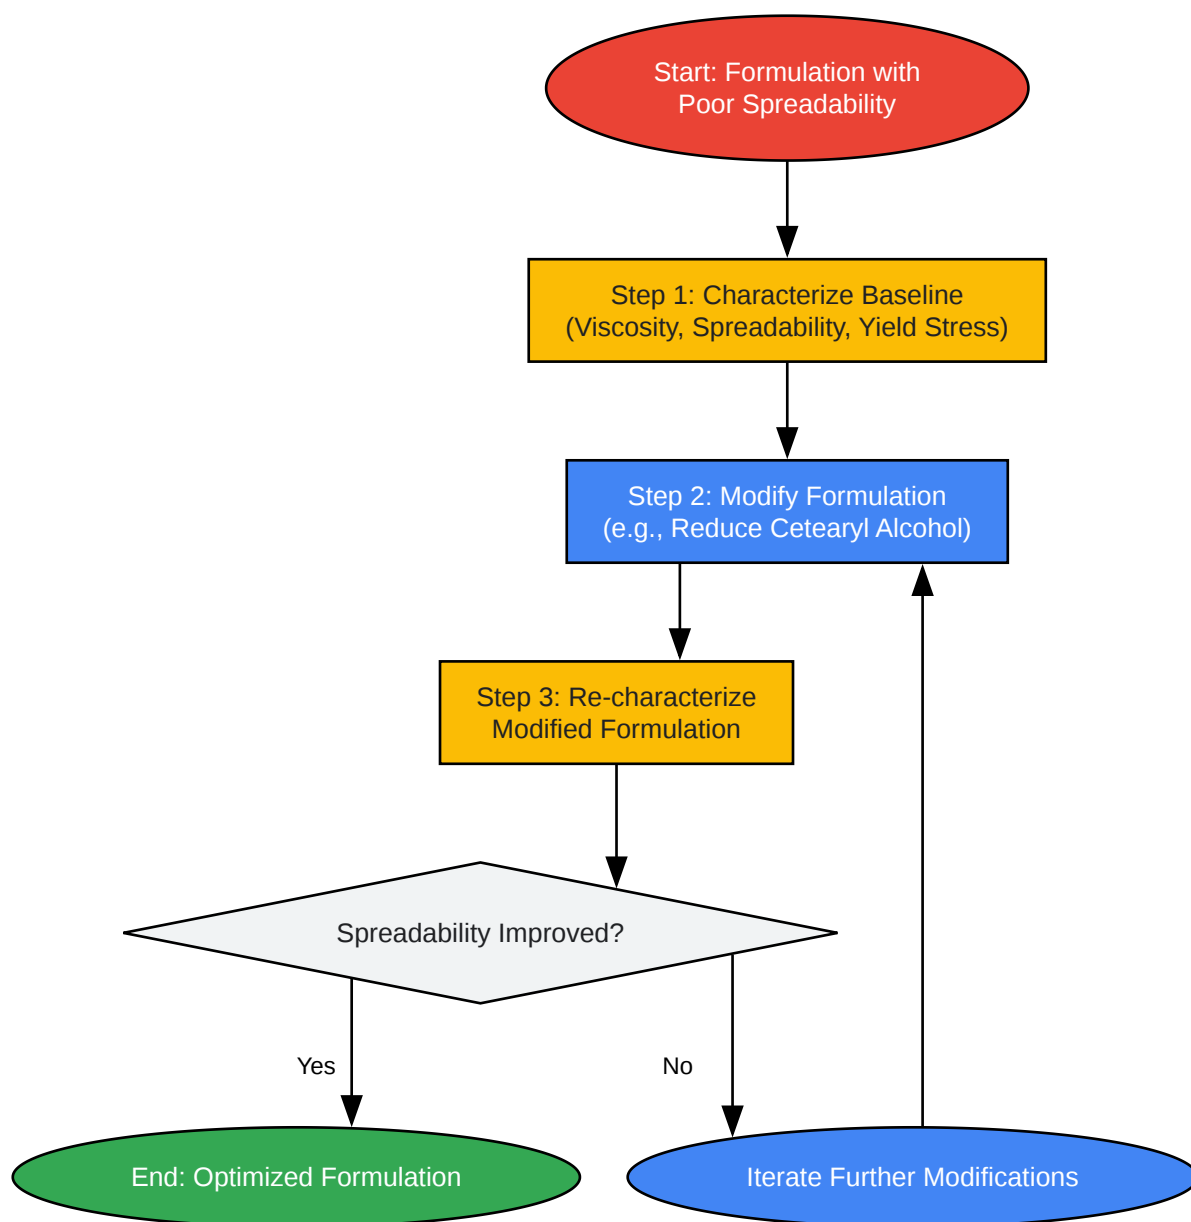 Start: Formulation with
Poor Spreadability
Step 1: Characterize Baseline
(Viscosity, Spreadability, Yield Stress)
Step 2: Modify Formulation
(e.g., Reduce Cetearyl Alcohol)
Step 3: Re-characterize
Modified Formulation
Spreadability Improved?
Yes
No
End: Optimized Formulation
Iterate Further Modifications